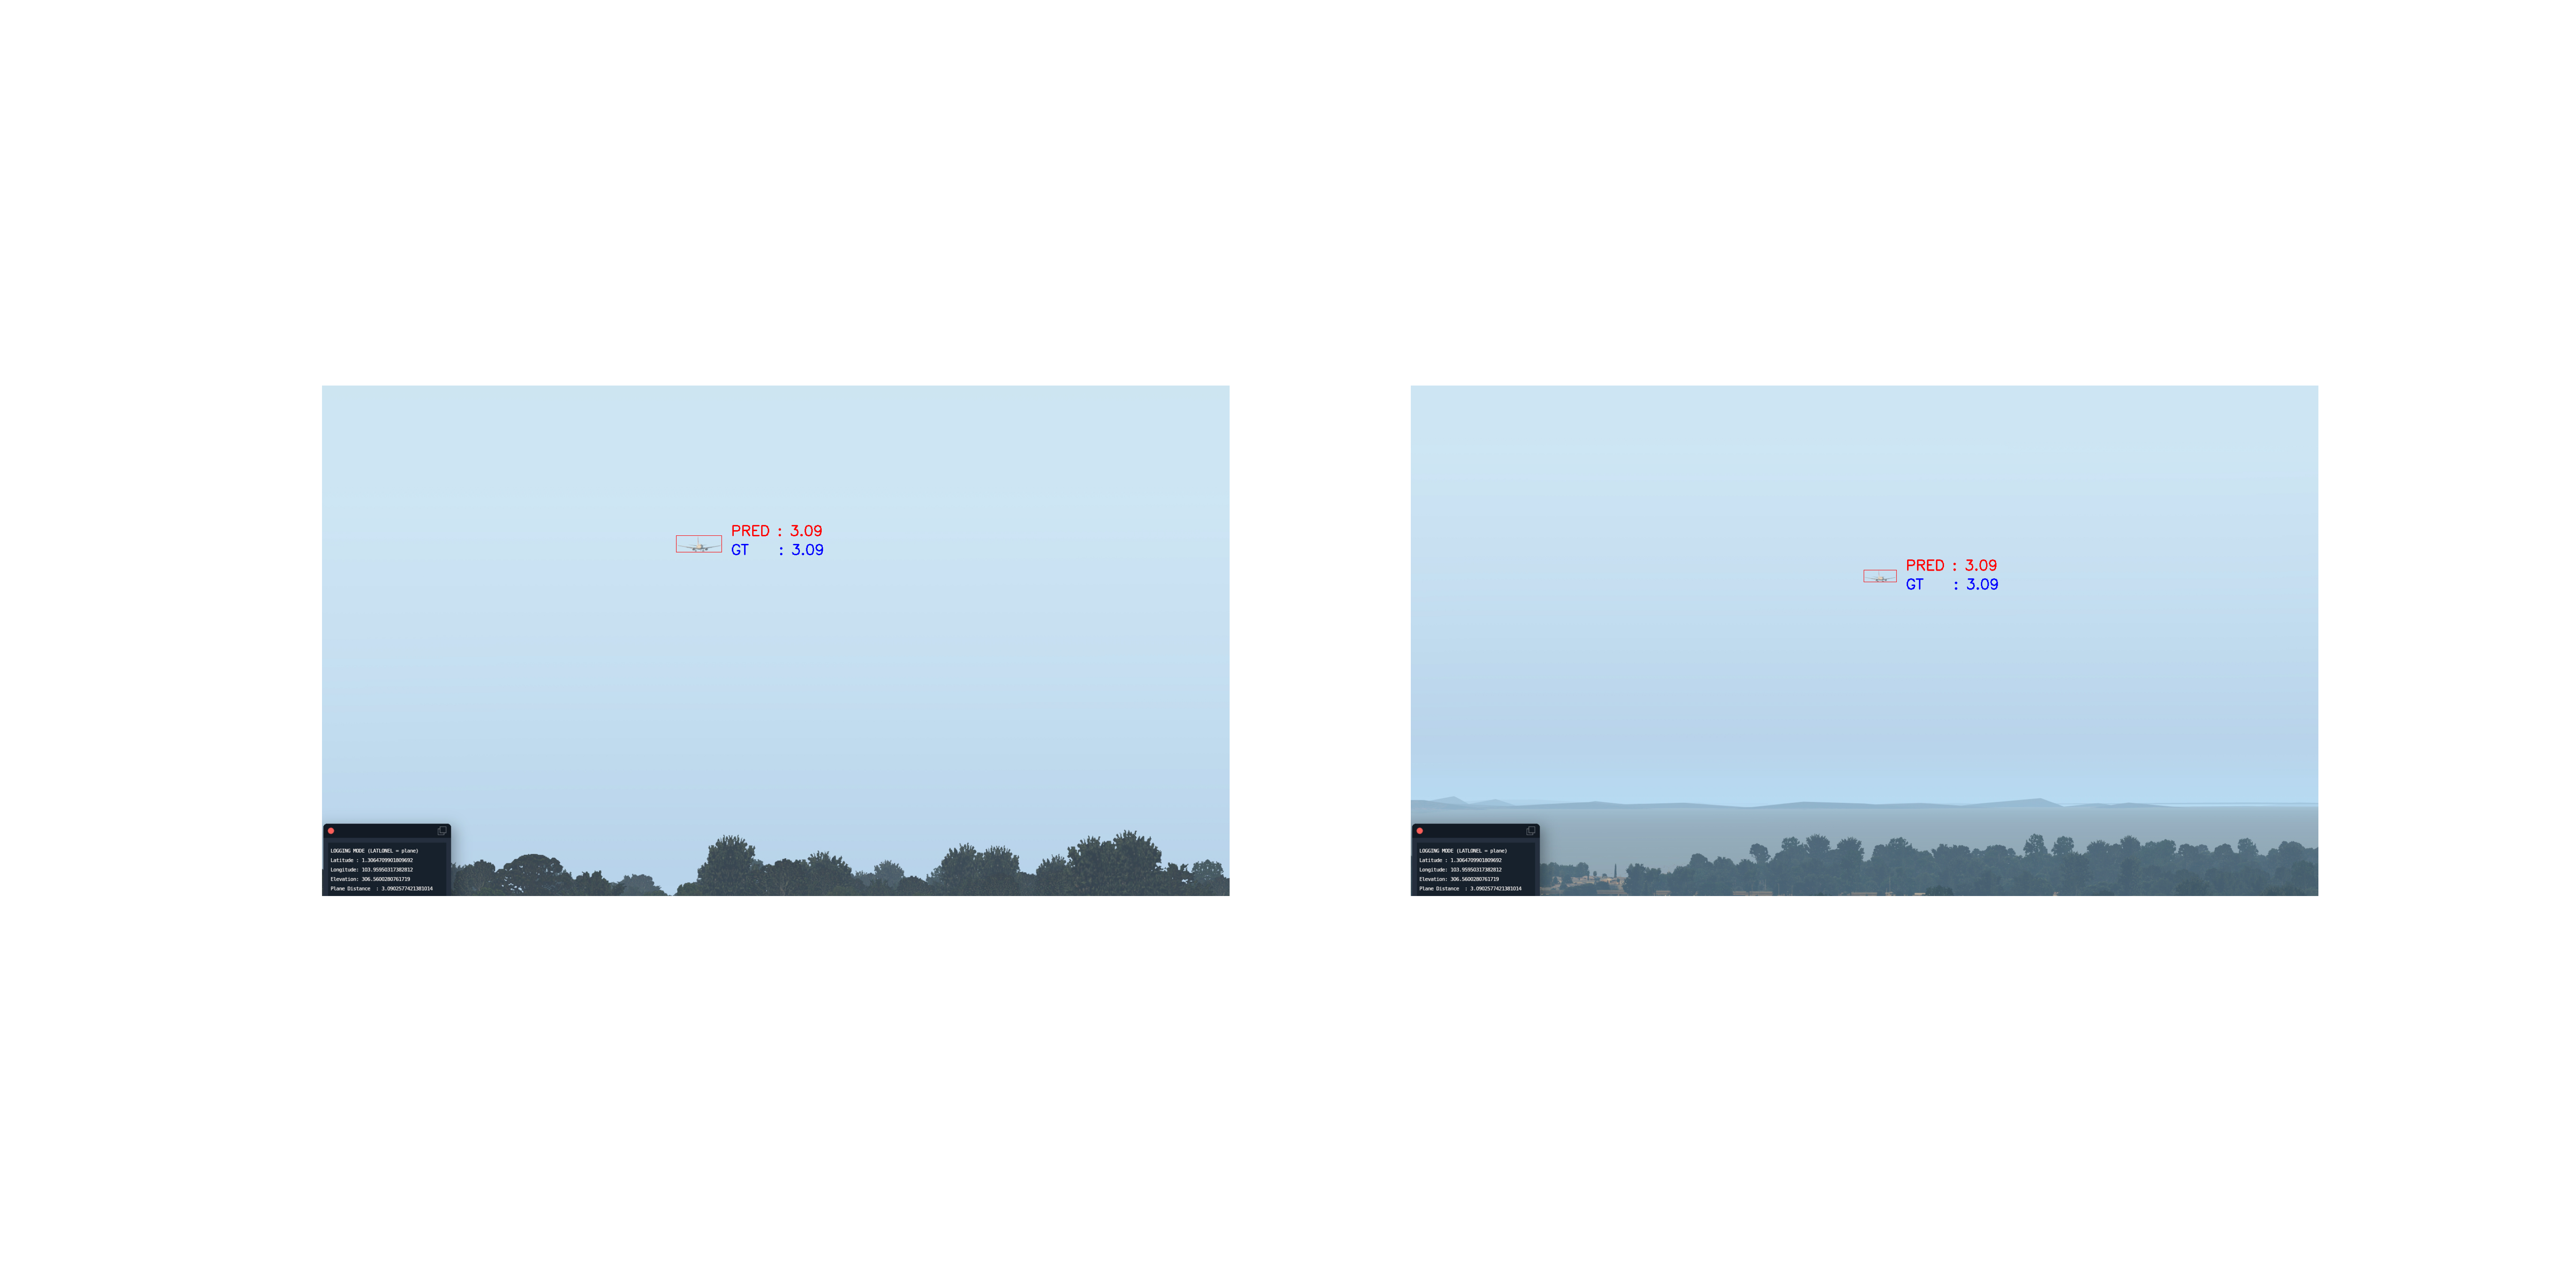 PRED : 3.09
GT : 3.09
LOGGING MODE (LATLONEL = plane)
Latitude : 1.3064709901809692
Longitude: 103.95950317382812
Elevation: 306.5600280761719
Plane Distance : 3.0902577421381014
PRED : 3.09
GT : 3.09
LOGGING MODE (LATLONEL = plane)
Latitude : 1.3064709901809692
Longitude: 103.95950317382812
Elevation: 306.5600280761719
Plane Distance : 3.0902577421381014